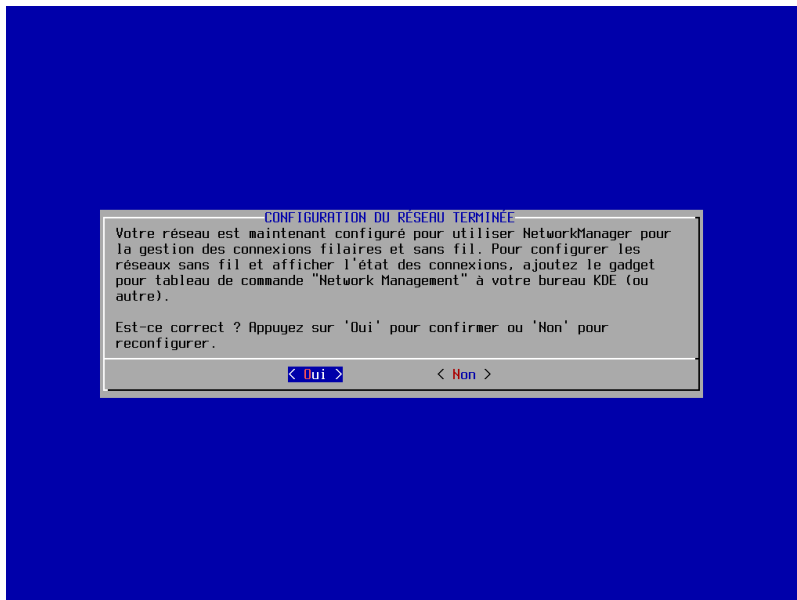 CONFIGURATION DU RÉSEAU TERMINÉE
Votre réseau est maintenant configuré pour utiliser NetworkManager pour
la gestion des connexions filaires et sans fil. Pour configurer les
réseaux sans fil et afficher l'état des connexions, ajoutez le gadget
pour tableau de commande "Network Management" à votre bureau KDE (ou
autre).
Est-ce correct ? Appuyez sur 'Oui' pour confirmer ou 'Non' pour
reconfigurer.
< Oui > < Non >